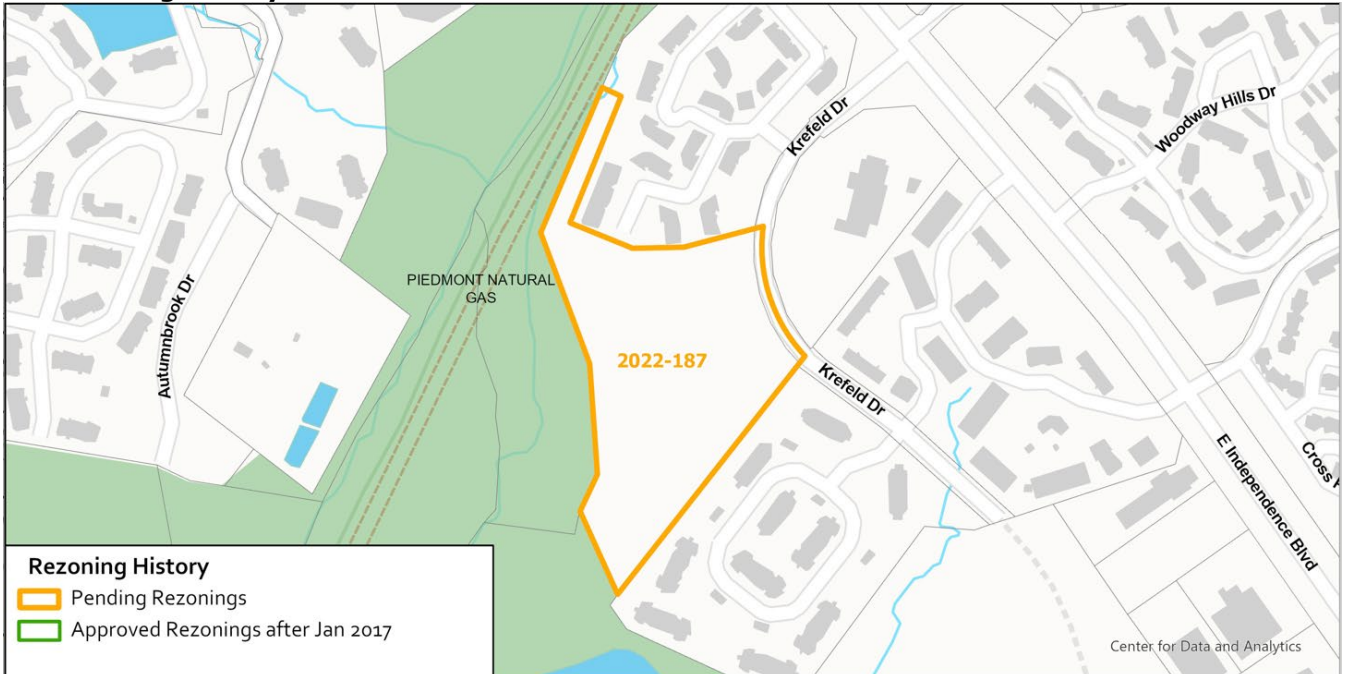 Krefeld Dr
Woodway Hills Dr
PIEDMONT NATURAL
GAS
Autumnbrook Dr
2022-187
Krefeld Dr
E Independence Blvd
Cross
Rezoning History
Pending Rezonings
Approved Rezonings after Jan 2017
Center for Data and Analytics